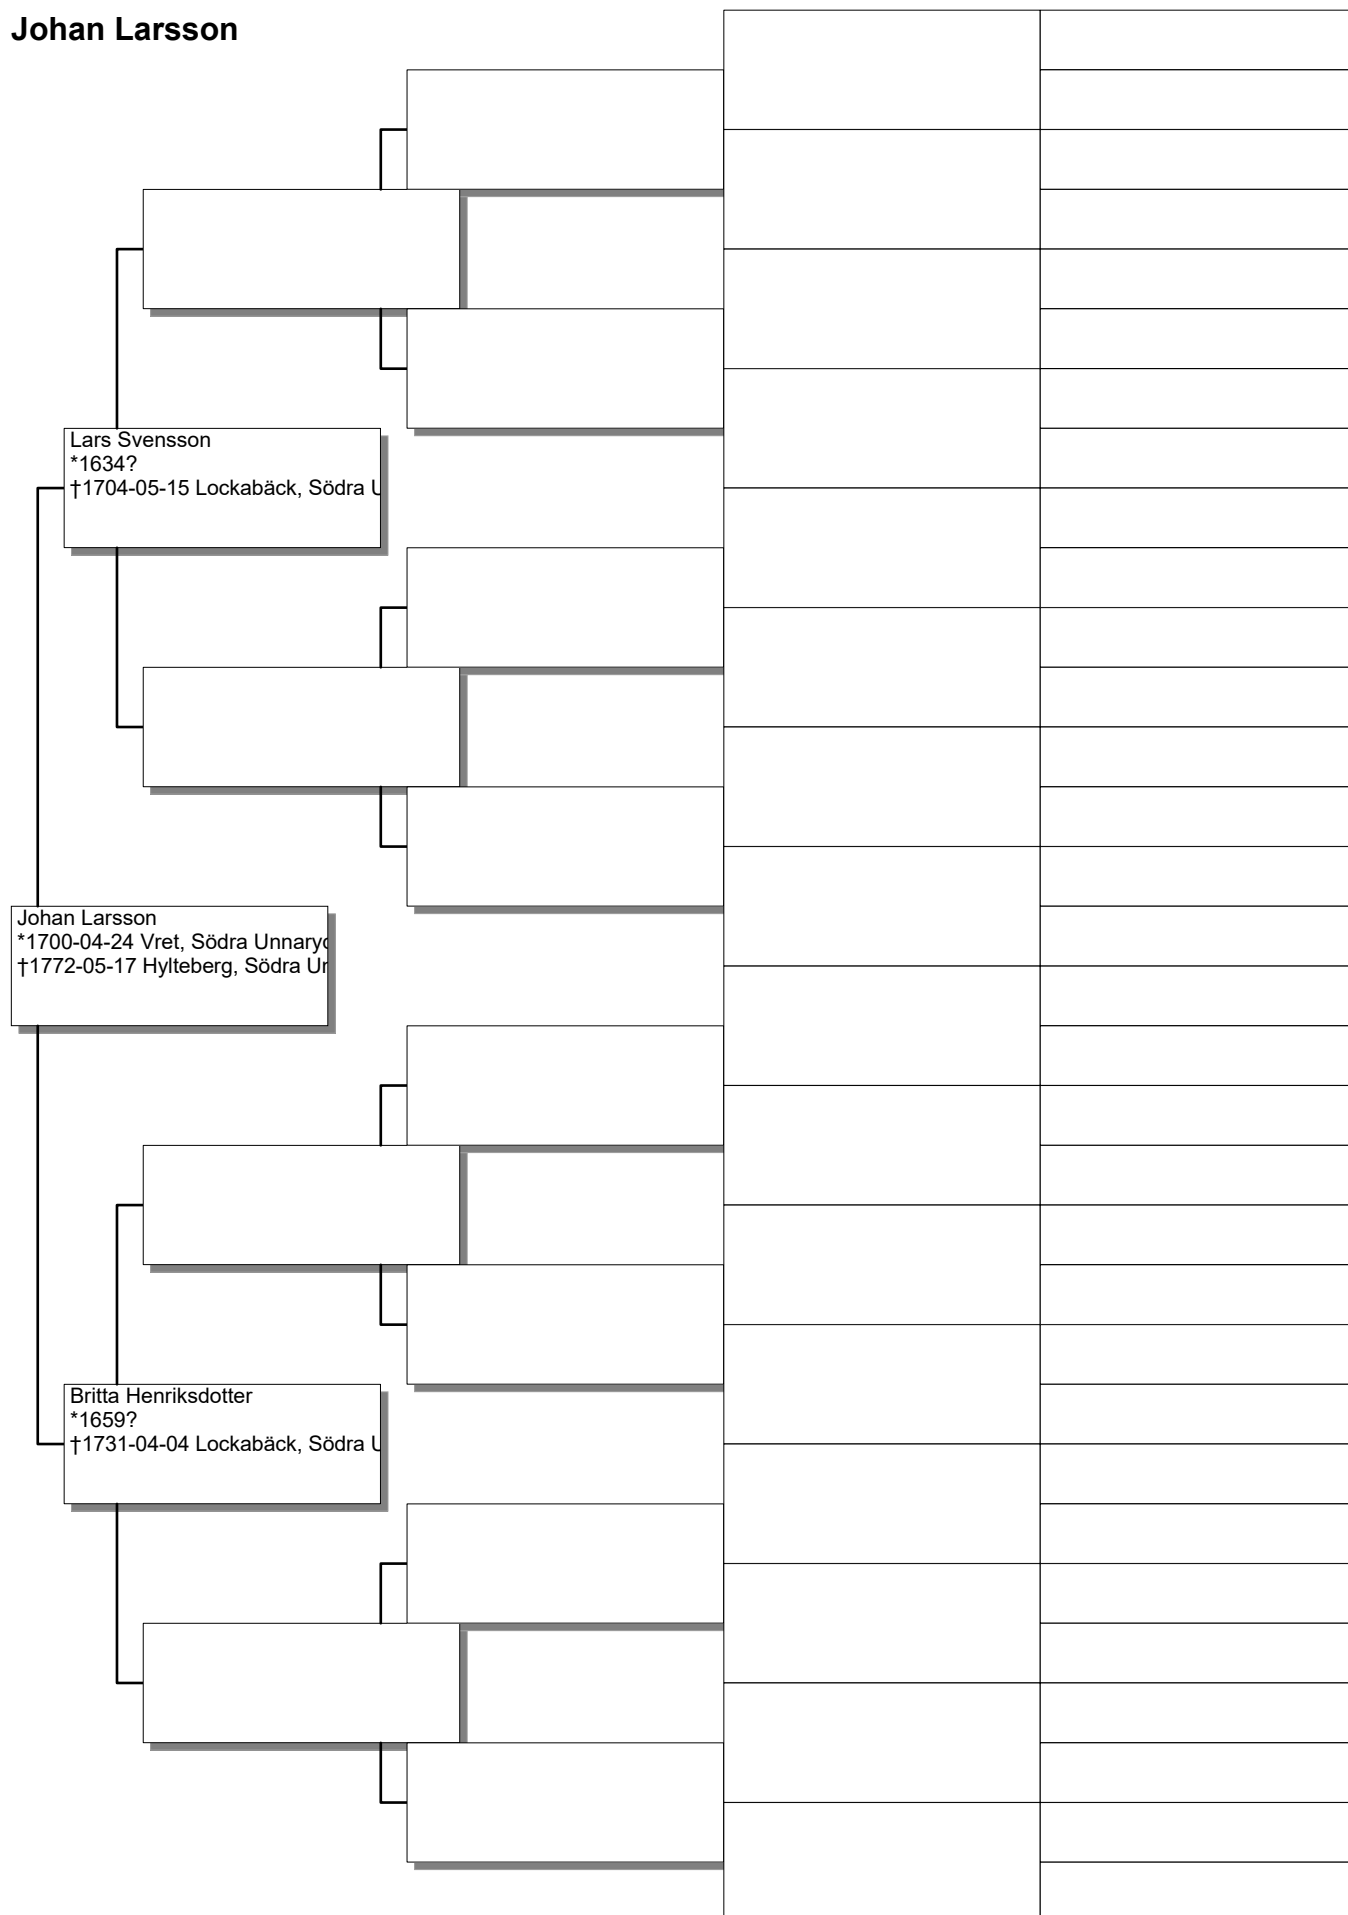 Johan Larsson
Lars Svensson
*1634?
†1704-05-15 Lockabäck, Södra
Johan Larsson
*1700-04-24 Vret, Södra
†1772-05-17 Hylteberg, Södra
Britta Henriksdotter
*1659?
†1731-04-04 Lockabäck, Södra